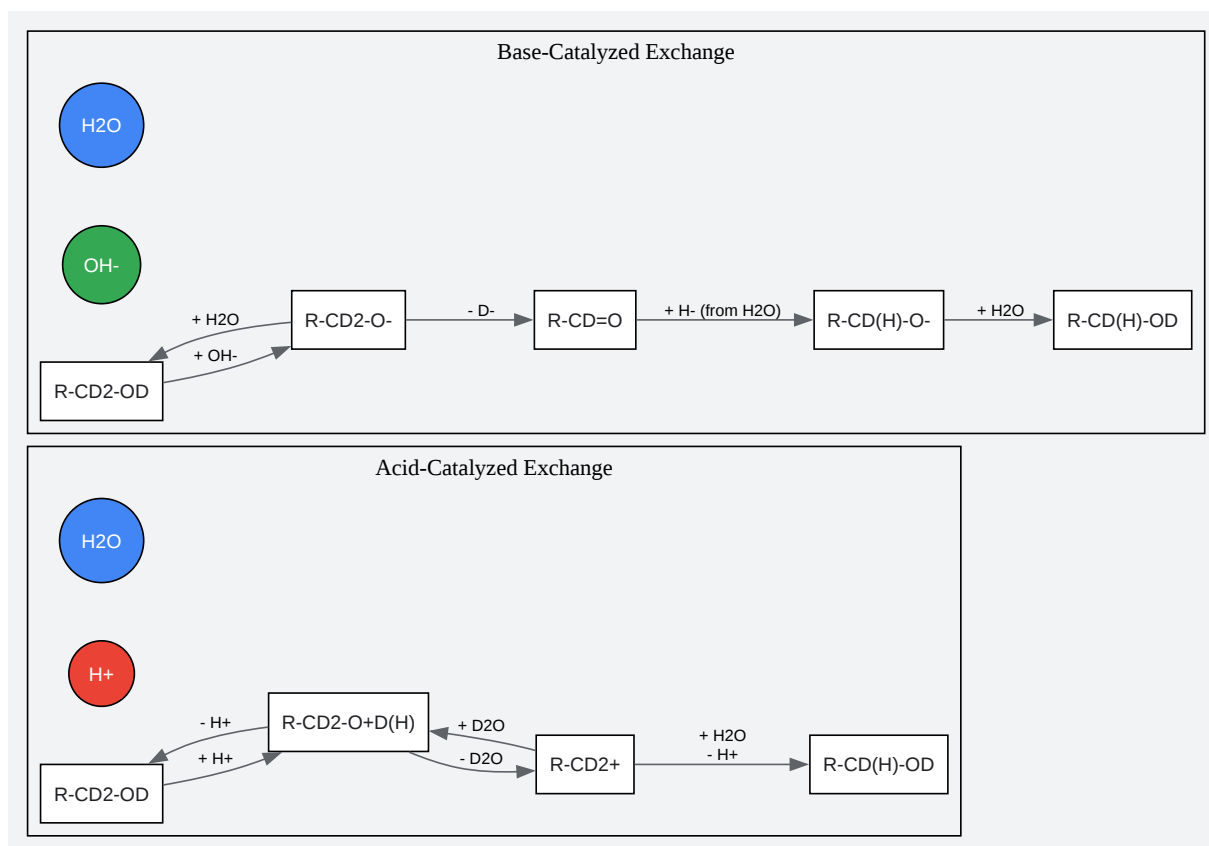 Base-Catalyzed Exchange
H2O
OH-
R-CD2-OD
+ H2O
+ OH-
R-CD2-O-
- D-
R-CD=O
+ H- (from H2O)
R-CD(H)-O-
+ H2O
R-CD(H)-OD
Acid-Catalyzed Exchange
H2O
H+
R-CD2-OD
- H+
+ H+
R-CD2-O+D(H)
+ D2O
- D2O
R-CD2+
+ H2O
- H+
R-CD(H)-OD